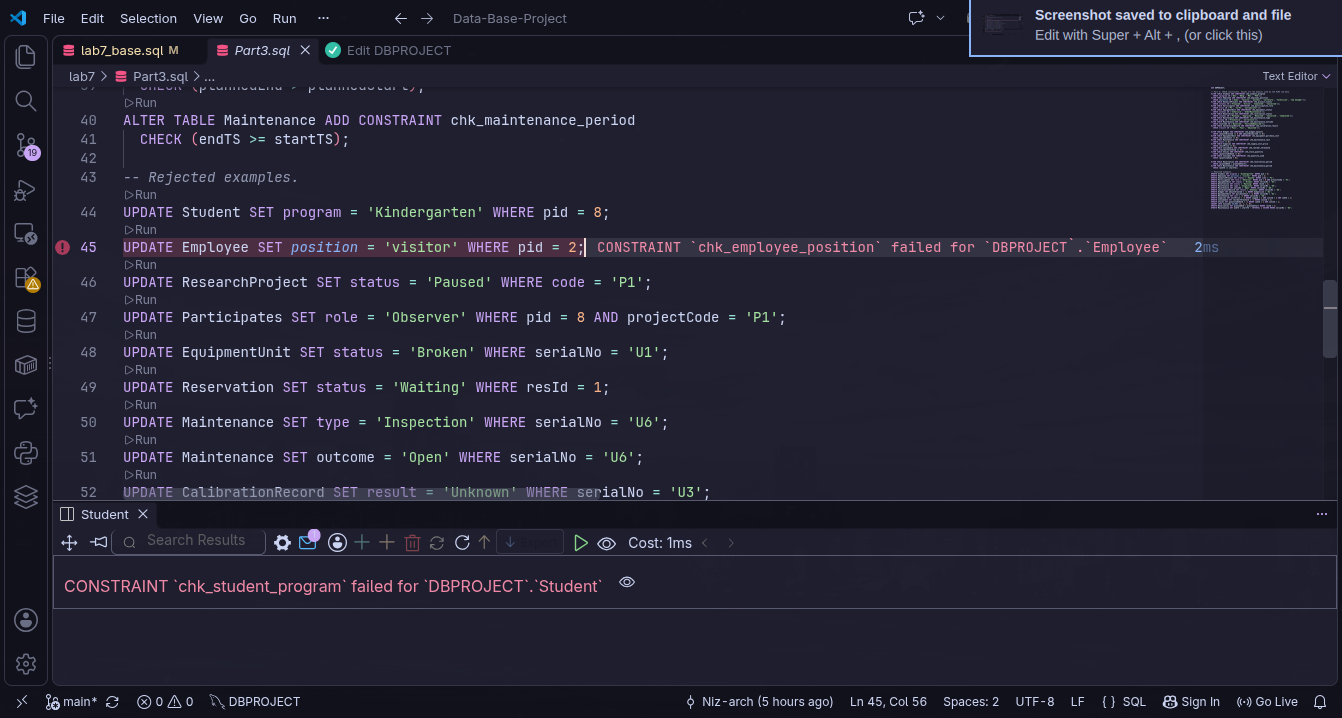 File Edit Selection View Go Run ··· Data-Base-Project
Screenshot saved to clipboard and file
Edit with Super + Alt + , (or click this)
lab7_base.sql M Part3.sql Edit DBPROJECT
lab7 > Part3.sql > ... Text Editor
Run
40 ALTER TABLE Maintenance ADD CONSTRAINT chk_maintenance_period
41 CHECK (endTS >= startTS);
42
43 -- Rejected examples.
Run
44 UPDATE Student SET program = 'Kindergarten' WHERE pid = 8;
Run
45 UPDATE Employee SET position = 'visitor' WHERE pid = 2; CONSTRAINT `chk_employee_position` failed for `DBPROJECT`.`Employee` 2ms
Run
46 UPDATE ResearchProject SET status = 'Paused' WHERE code = 'P1';
Run
47 UPDATE Participates SET role = 'Observer' WHERE pid = 8 AND projectCode = 'P1';
Run
48 UPDATE EquipmentUnit SET status = 'Broken' WHERE serialNo = 'U1';
Run
49 UPDATE Reservation SET status = 'Waiting' WHERE resId = 1;
Run
50 UPDATE Maintenance SET type = 'Inspection' WHERE serialNo = 'U6';
Run
51 UPDATE Maintenance SET outcome = 'Open' WHERE serialNo = 'U6';
Run
52 UPDATE CalibrationRecord SET result = 'Unknown' WHERE serialNo = 'U3';
19
Student
Search Results 1 Cost: 1ms
CONSTRAINT `chk_student_program` failed for `DBPROJECT`.`Student`
main* 0 0 DBPROJECT Niz-arch (5 hours ago) Ln 45, Col 56 Spaces: 2 UTF-8 LF { } SQL Sign In Go Live